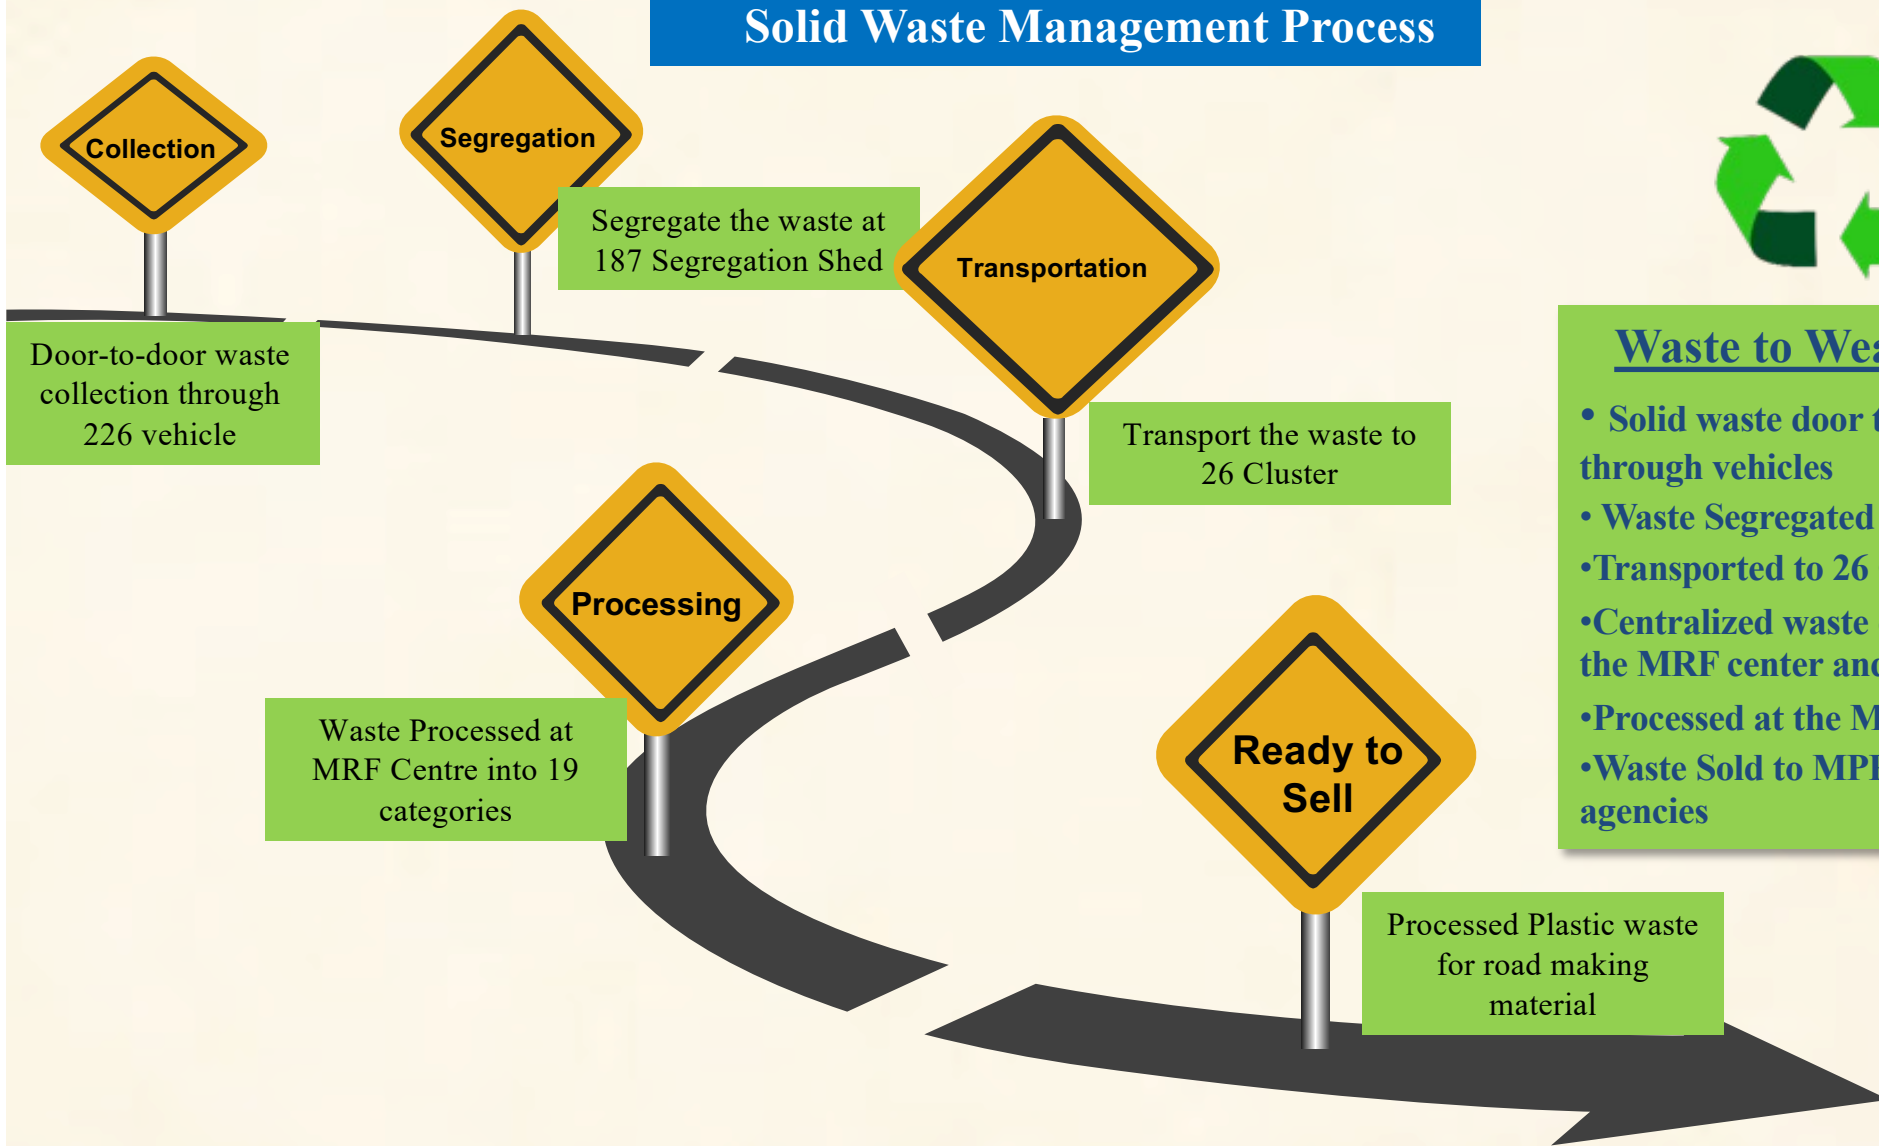 Solid Waste Management Process
Collection
Door-to-door waste
collection through
226 vehicle
Segregation
Segregate the waste at
187 Segregation Shed
Transportation
Transport the waste to
26 Cluster
Processing
Waste Processed at
MRF Centre into 19
categories
Ready to
Sell
Processed Plastic waste
for road making
material
Waste to
• Solid waste door
through vehicles
• Waste Segregated
•Transported to 26
•Centralized waste
the MRF center
•Processed at the
•Waste Sold to
agencies